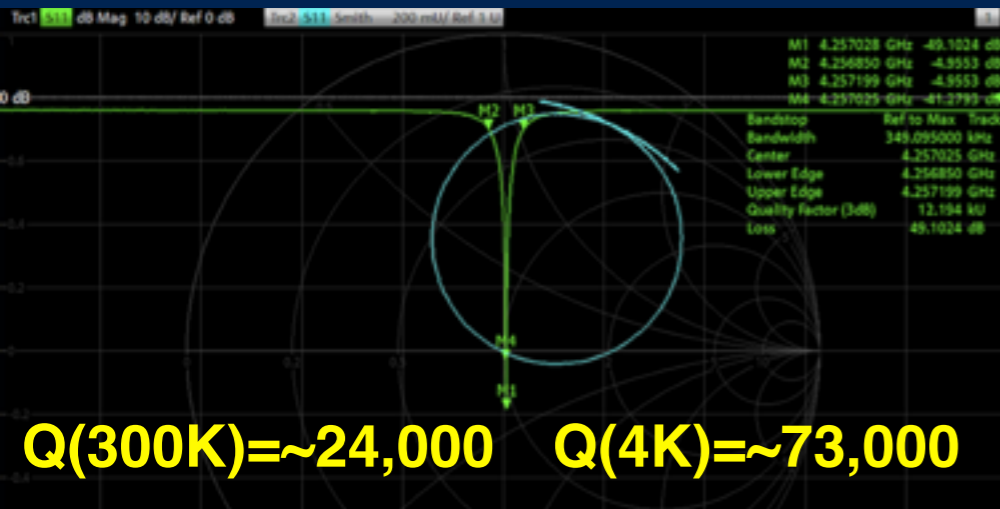 Trc1 S11 dB Mag 10 dB/ Ref 0 dB Trc2 S11 Smith 200 mU/ Ref 1 U 1
M1 4.257028 GHz -49.1024 dB
M2 4.256850 GHz -4.9553 dB
M3 4.257199 GHz -4.9553 dB
0 dB M4 4.257025 GHz -41.2793 dB
M2 M3
Bandstop Ref to Max Track
Bandwidth 349.095000 kHz
Center 4.257025 GHz
Lower Edge 4.256850 GHz
Upper Edge 4.257199 GHz
Quality Factor (3dB) 12.194 kU
Loss 49.1024 dB
M4
M1
Q(300K)=~24,000 Q(4K)=~73,000